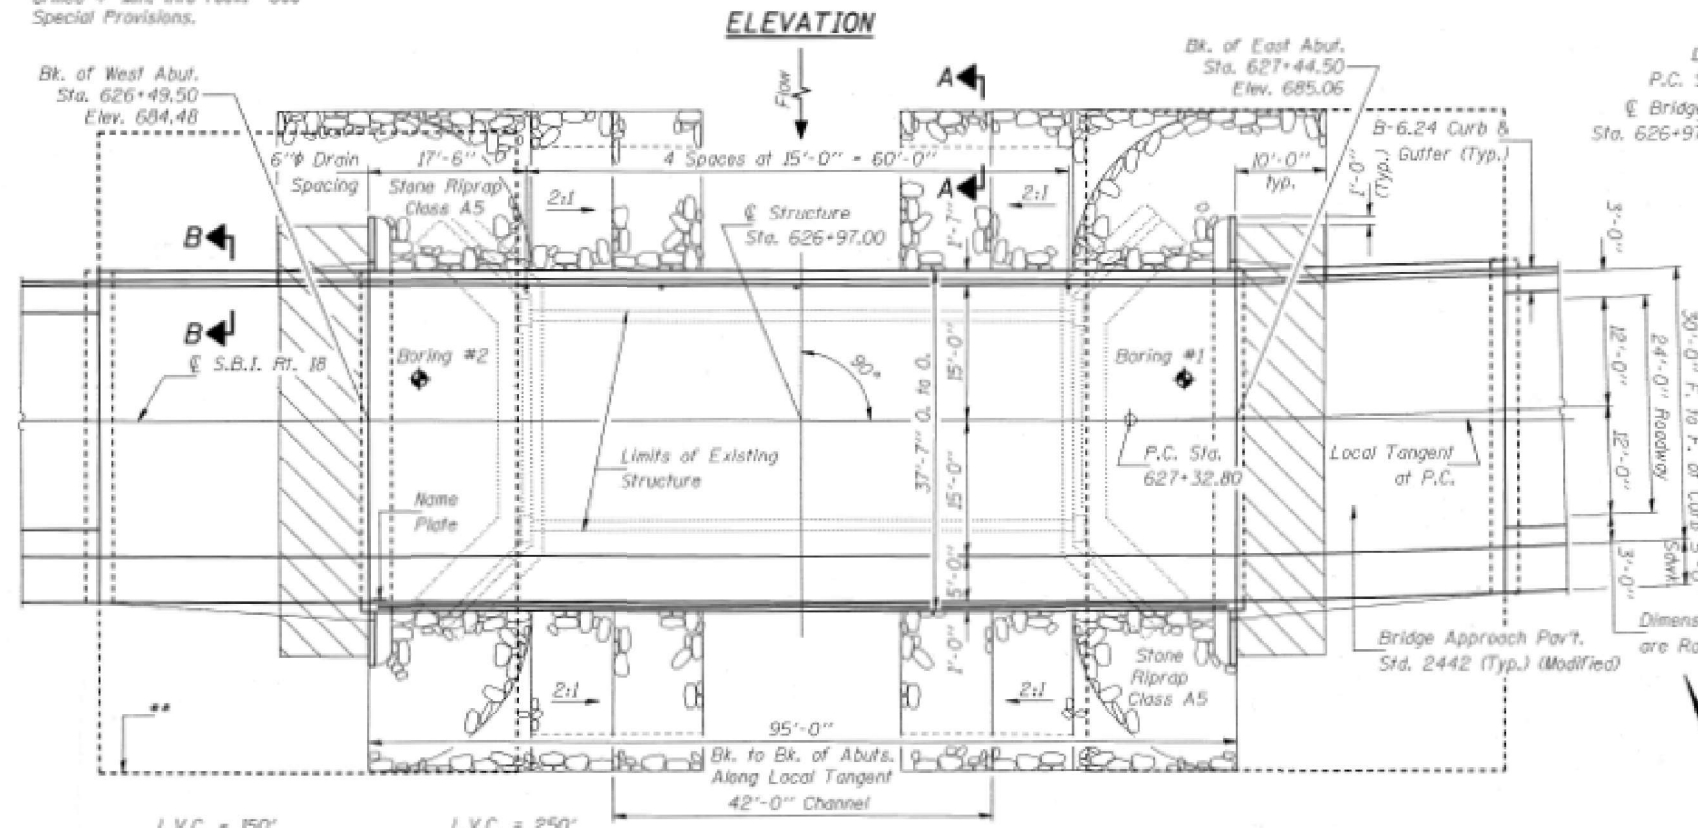 Special Provisions.
ELEVATION
Bk. of West Abut.
Sta. 626+49.50
Elev. 684.48
Flow
A
Bk. of East Abut.
Sta. 627+44.50
Elev. 685.06
P.C.
℄ Bridge
Sta. 626+97
B-6.24 Curb &
Gutter (Typ.)
6"ϕ Drain
Spacing
17'-6"
4 Spaces at 15'-0" = 60'-0"
10'-0"
typ.
1'-0"
(Typ.)
Stone Riprap
Class A5
2:1
A
2:1
℄ Structure
Sta. 626+97.00
1'-7"
3'-0"
B
B
℄ S.B.I. Rt. 18
Boring #2
90°
37'-7" O. to O.
15'-0"
Boring #1
12'-0"
24'-0" Roadway
30'-0" F. to F. of Curb
Limits of Existing
Structure
15'-0"
P.C. Sta.
627+32.80
Local Tangent
at P.C.
12'-0"
Name
Plate
5'-0"
3'-0"
5'-0"
Sdwk.
1'-0"
Bridge Approach Pav't.
Std. 2442 (Typ.) (Modified)
are
Stone
Riprap
Class A5
2:1
2:1
**
95'-0"
Bk. to Bk. of Abuts.
Along Local Tangent
42'-0" Channel
L.V.C. = 150'
L.V.C. = 250'